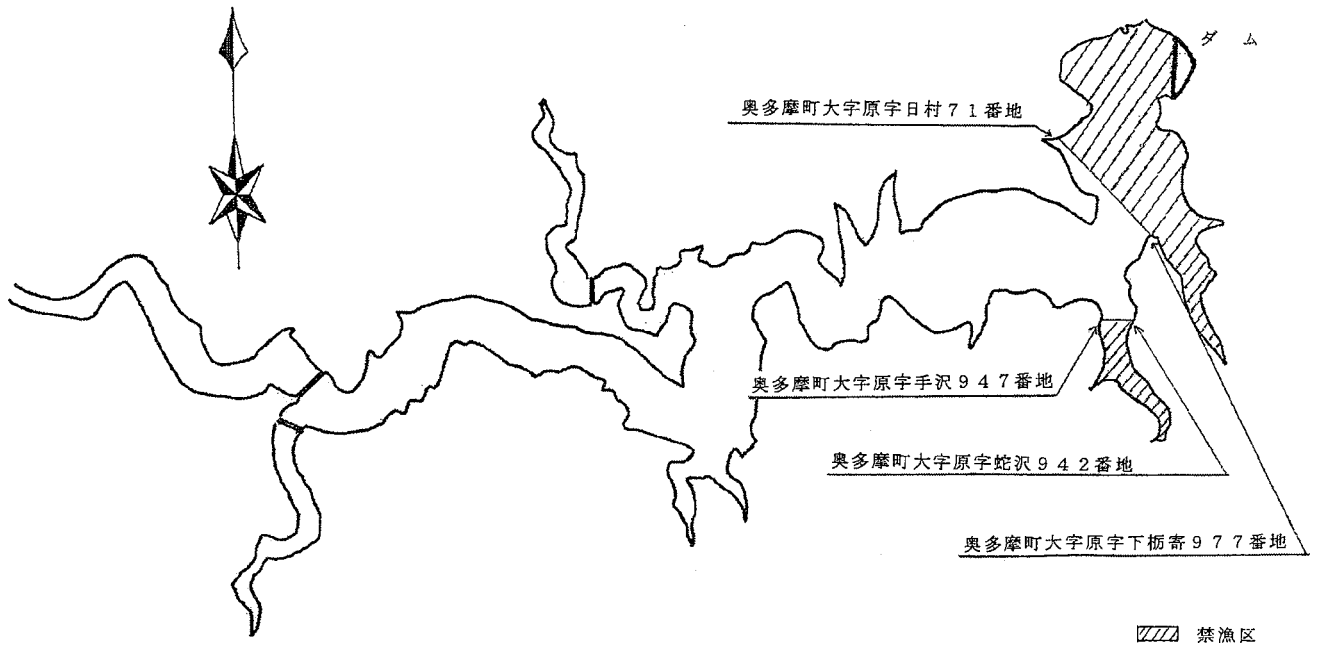 ダム
奥多摩町大字原字日村71番地
奥多摩町大字原字手沢947番地
奥多摩町大字原字蛇沢942番地
奥多摩町大字原字下栃寄977番地
禁漁区